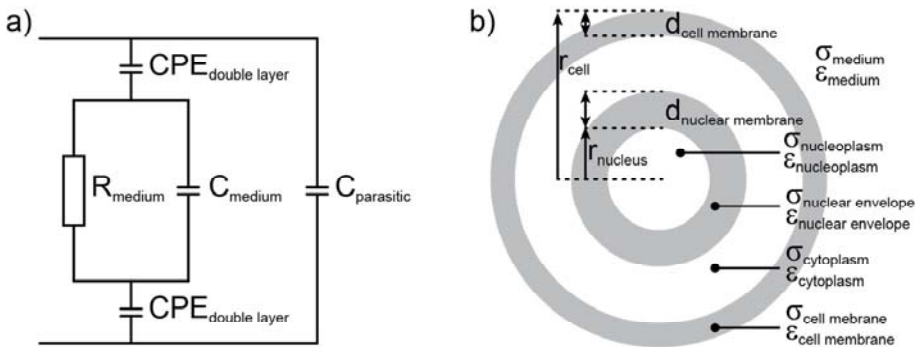 a)
CPE double layer
R medium
C medium
C parasitic
CPE double layer
b)
d cell membrane
r cell
σ medium
ε medium
d nuclear membrane
r nucleus
σ nucleoplasm
ε nucleoplasm
σ nuclear envelope
ε nuclear envelope
σ cytoplasm
ε cytoplasm
σ cell mebrane
ε cell membrane